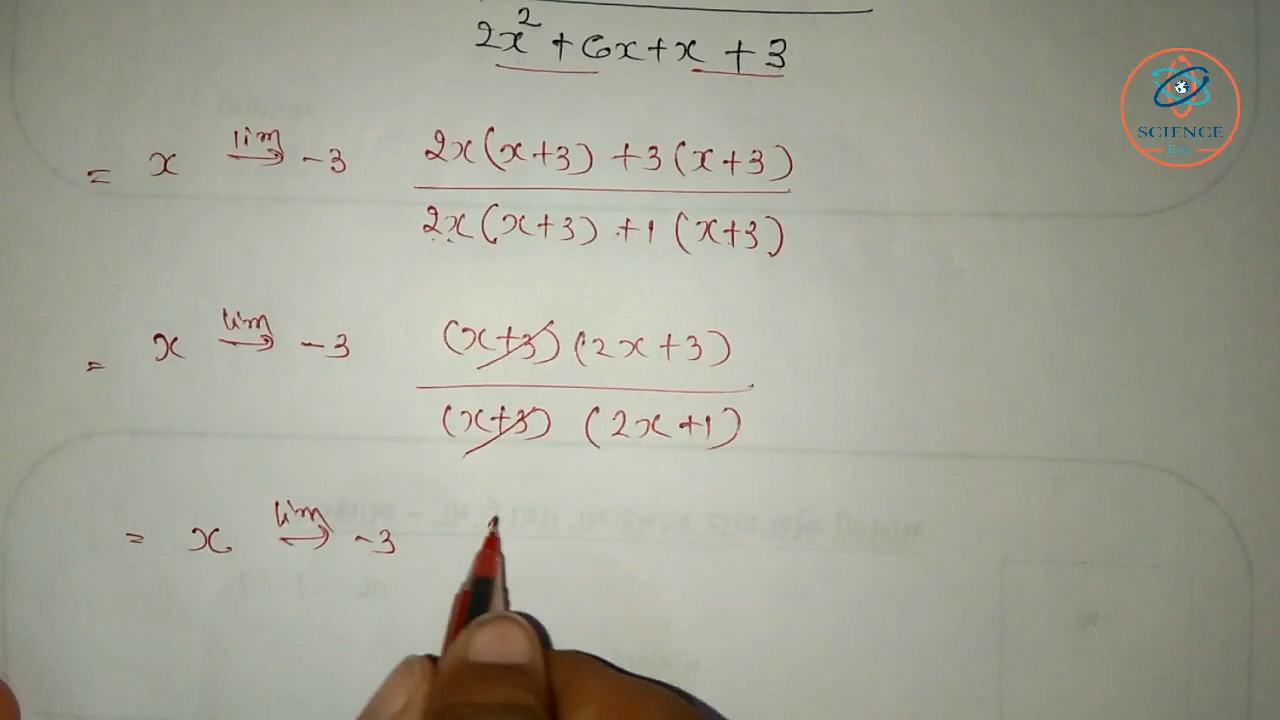 2x² + 6x + x + 3
= x lim→ -3 2x(x+3) + 3(x+3)
2x(x+3) + 1(x+3)
= x lim→ -3 (x+3)(2x+3)
(x+3) (2x+1)
= x lim→ -3
SCIENCE
Edu.